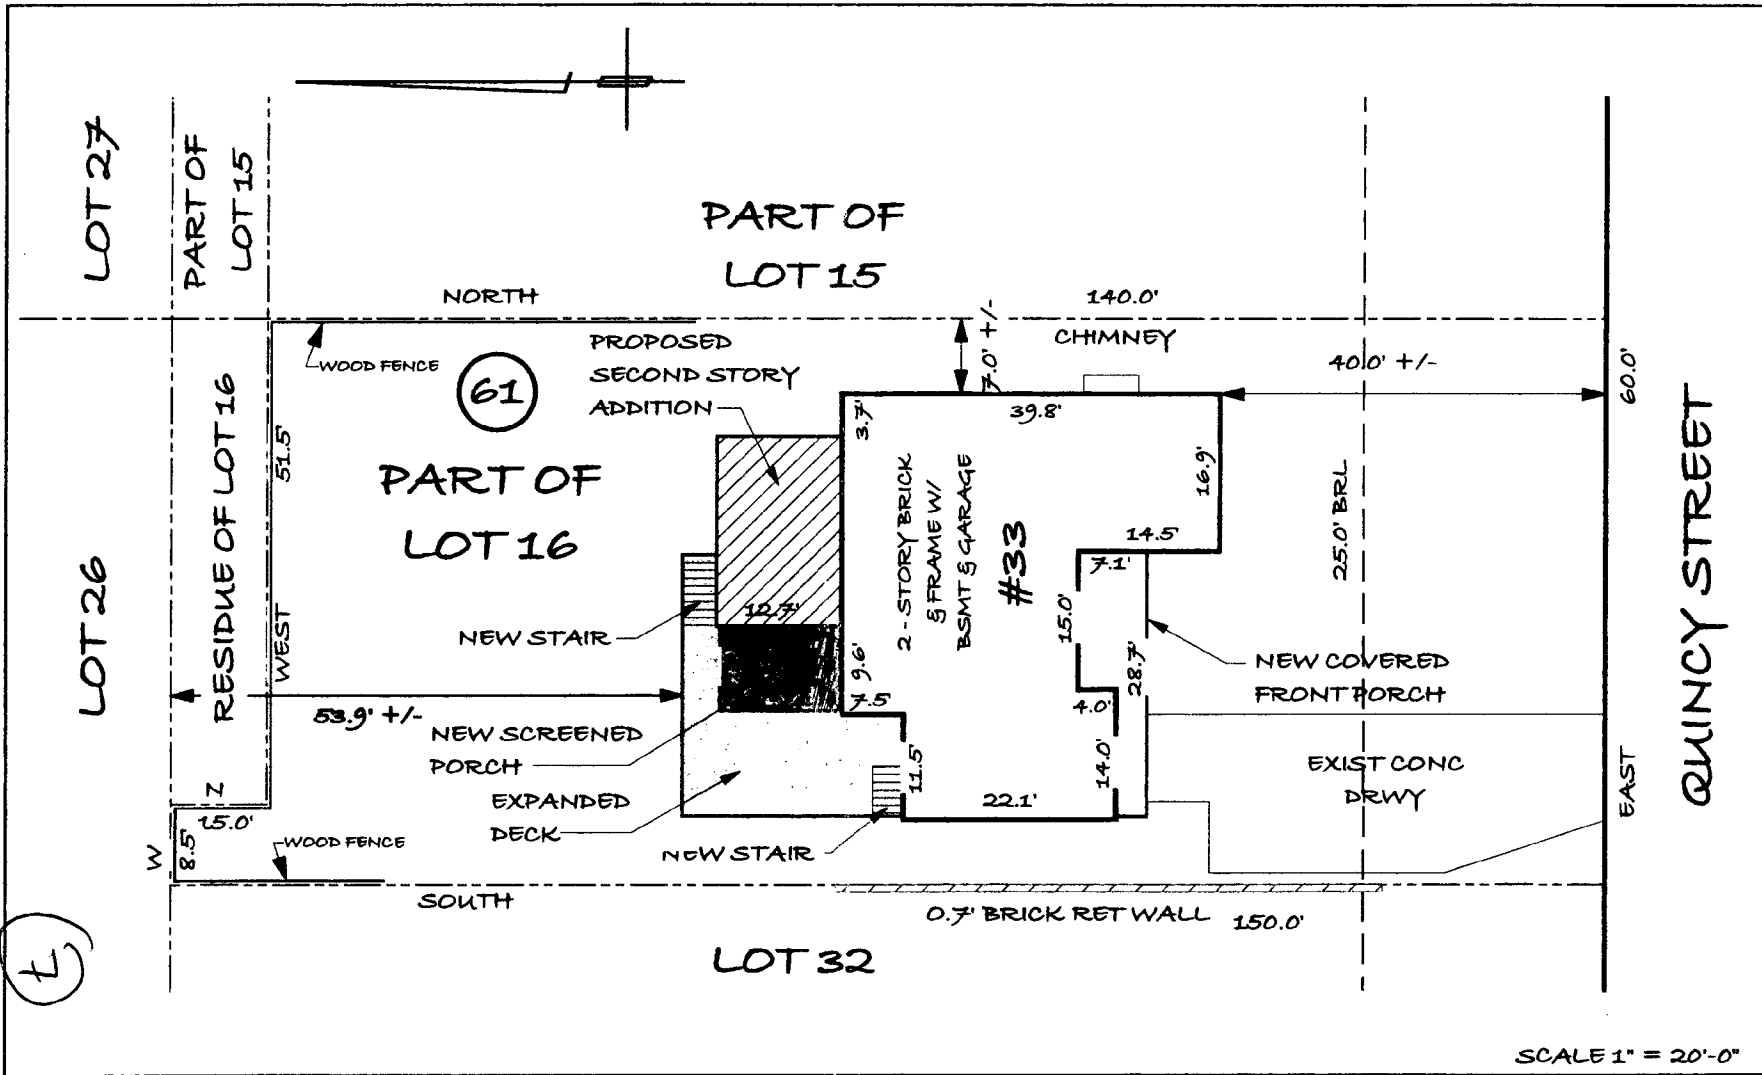 LOT 27
PART OF
LOT 15
PART OF
LOT 15
NORTH
140.0'
WOOD FENCE
61
PROPOSED
SECOND STORY
ADDITION
7.0' +/-
CHIMNEY
40.0' +/-
60.0'
39.8'
3.7'
16.9'
PART OF
LOT 16
51.5'
RESIDUE OF LOT 16
LOT 26
WEST
2 - STORY BRICK
& FRAME W/
BSMT & GARAGE
#33
14.5'
7.1'
25.0' BRL
QUINCY STREET
12.7'
NEW STAIR
15.0'
9.6'
7.5'
28.7'
4.0'
NEW COVERED
FRONT PORCH
53.9' +/-
NEW SCREENED
PORCH
EXPANDED
DECK
11.5'
14.0'
22.1'
EXIST CONC
DRWY
EAST
N
15.0'
W
8.5'
WOOD FENCE
NEW STAIR
SOUTH
0.7' BRICK RET WALL
150.0'
LOT 32
SCALE 1" = 20'-0"